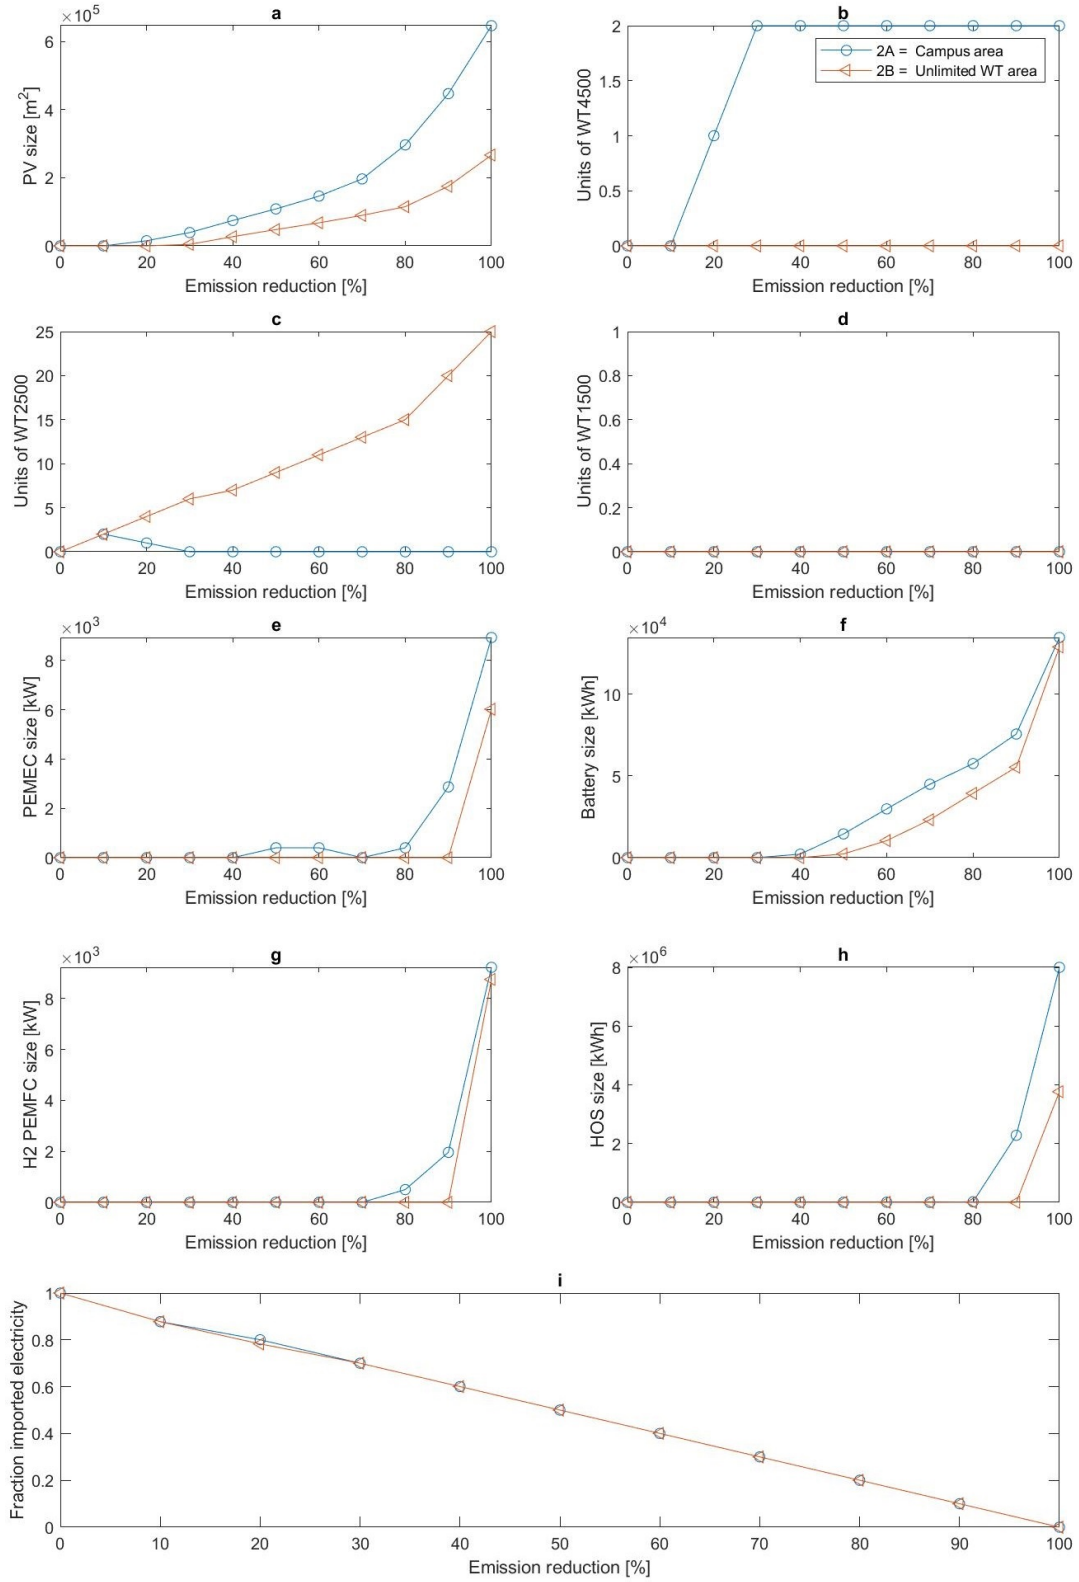 a
×10^5
PV size [m^2]
6
4
2
0
0 20 40 60 80 100
Emission reduction [%]
b
Units of WT4500
2
1.5
1
0.5
0
0 20 40 60 80 100
Emission reduction [%]
2A = Campus area
2B = Unlimited WT area
c
Units of WT2500
25
20
15
10
5
0
0 20 40 60 80 100
Emission reduction [%]
d
Units of WT1500
1
0.8
0.6
0.4
0.2
0
0 20 40 60 80 100
Emission reduction [%]
e
×10^3
PEMEC size [kW]
8
6
4
2
0
0 20 40 60 80 100
Emission reduction [%]
f
×10^4
Battery size [kWh]
10
5
0
0 20 40 60 80 100
Emission reduction [%]
g
×10^3
H2 PEMFC size [kW]
8
6
4
2
0
0 20 40 60 80 100
Emission reduction [%]
h
×10^6
HOS size [kWh]
8
6
4
2
0
0 20 40 60 80 100
Emission reduction [%]
i
Fraction imported electricity
1
0.8
0.6
0.4
0.2
0
0 10 20 30 40 50 60 70 80 90 100
Emission reduction [%]